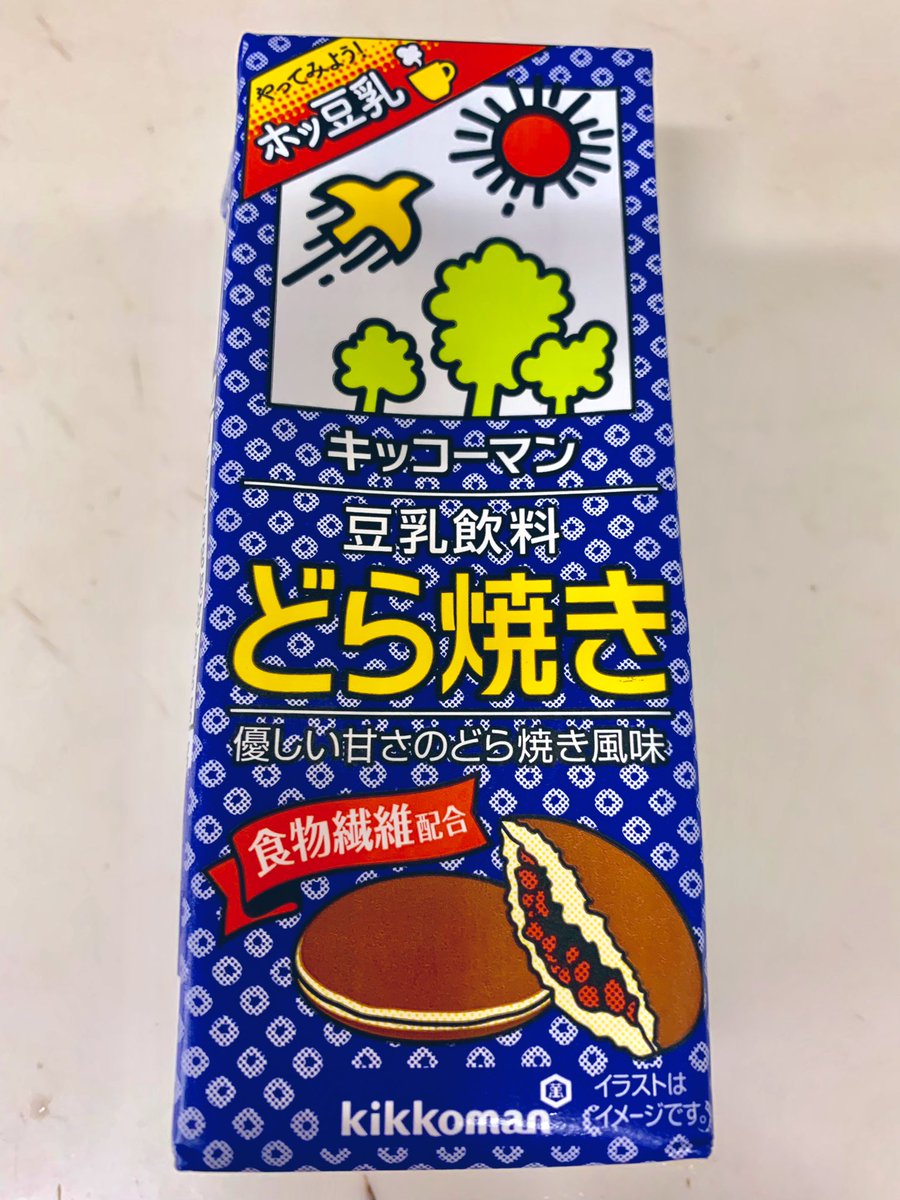 やってみよう!
ホッ豆乳
キッコーマン
豆乳飲料
どら焼き
優しい甘さのどら焼き風味
食物繊維配合
萬
kikkoman
イラストは
イメージです。